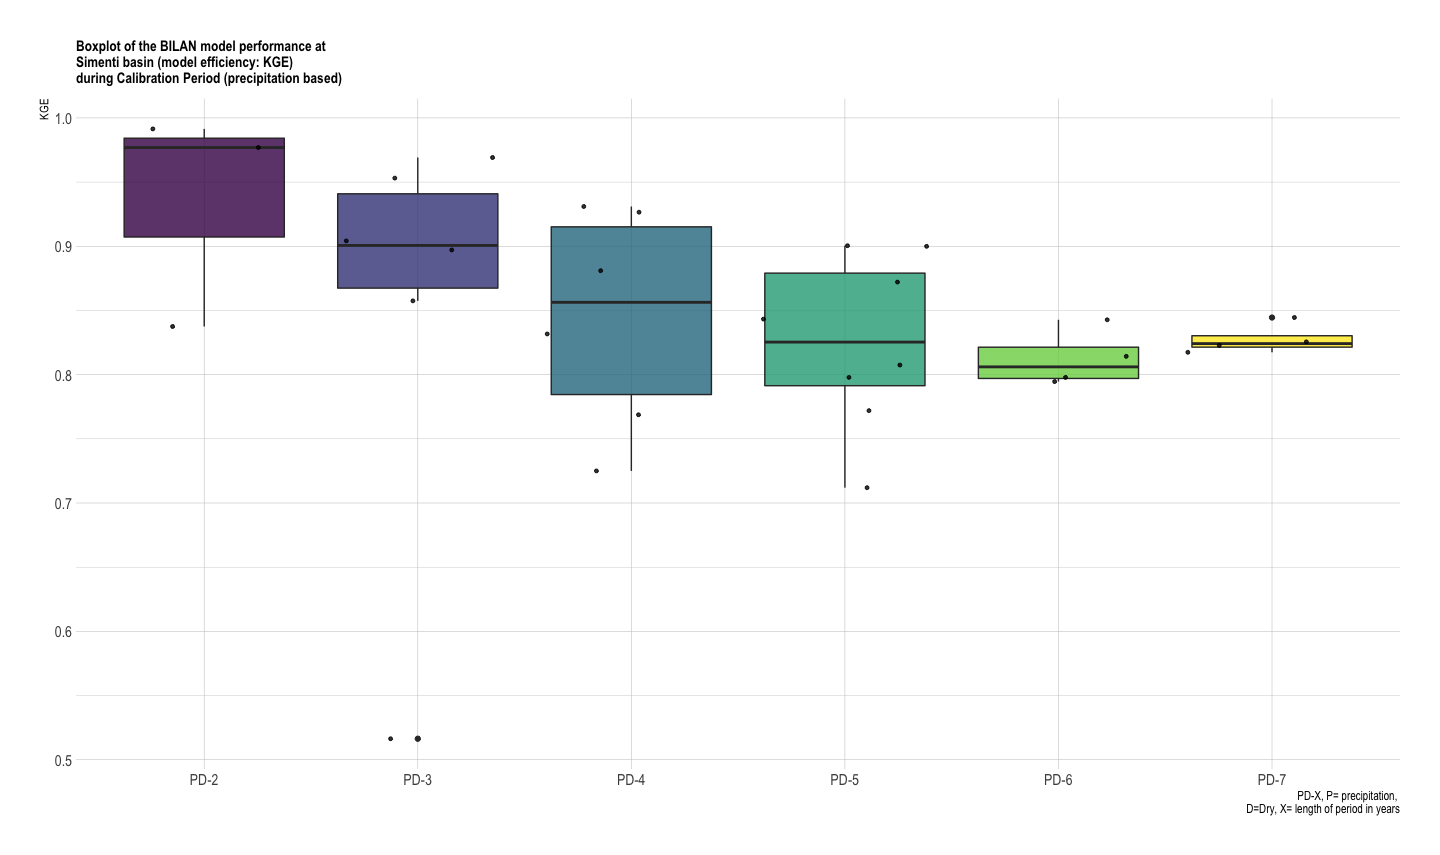 Boxplot of the BILAN model performance at
Simenti basin (model efficiency: KGE)
during Calibration Period (precipitation based)
KGE
1.0
0.9
0.8
0.7
0.6
0.5
PD-2 PD-3 PD-4 PD-5 PD-6 PD-7
PD-X, P= precipitation,
D=Dry, X= length of period in years